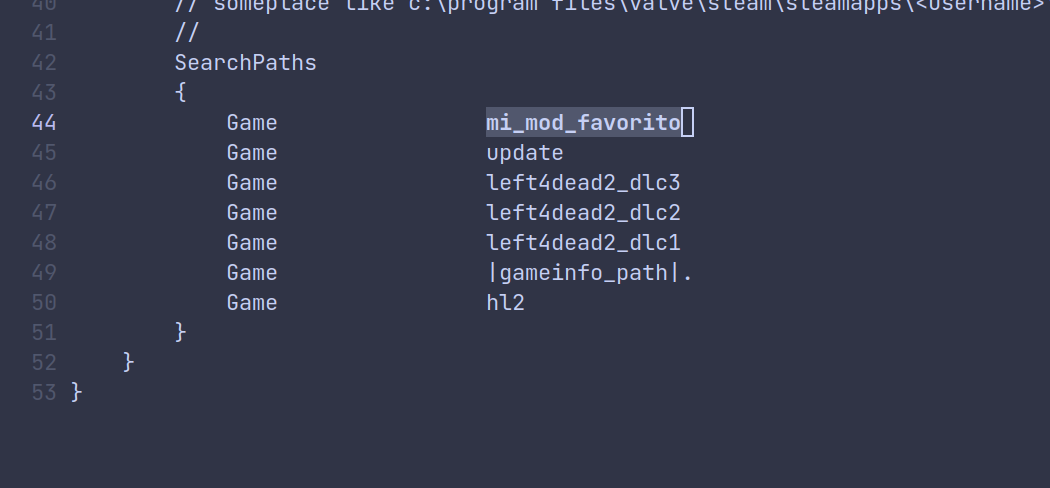 40 // someplace like c:\program files\valve\steam\steamapps\<username>
41 //
42 SearchPaths
43 {
44 Game mi_mod_favorito
45 Game update
46 Game left4dead2_dlc3
47 Game left4dead2_dlc2
48 Game left4dead2_dlc1
49 Game |gameinfo_path|.
50 Game hl2
51 }
52 }
53 }